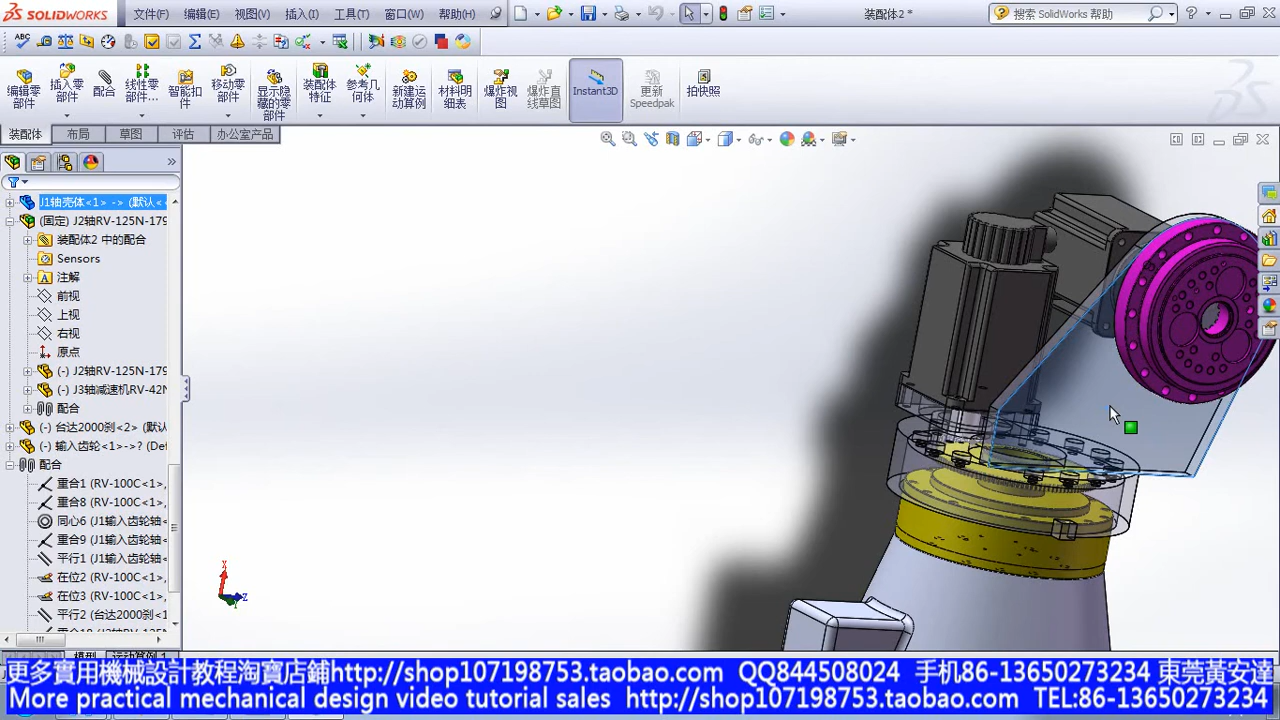 SOLIDWORKS
文件(F)
编辑(E)
视图(V)
插入(I)
工具(T)
窗口(W)
帮助(H)
装配体2 *
搜索 SolidWorks 帮助
编辑零部件
插入零部件
配合
线性零部件...
智能扣件
移动零部件
显示隐藏的零部件
装配体特征
参考几何体
新建运动算例
材料明细表
爆炸视图
爆炸直线草图
Instant3D
更新Speedpak
拍快照
装配体
布局
草图
评估
办公室产品
J1轴壳体<1> -> (默认<
(固定) J2轴RV-125N-179
装配体2 中的配合
Sensors
注解
前视
上视
右视
原点
(-) J2轴RV-125N-17
(-) J3轴减速机RV-42N
配合
(-) 台达2000刹<2> (默认
(-) 输入齿轮<1>->? (Def
配合
重合1 (RV-100C<1>,
重合8 (RV-100C<1>,
同心6 (J1输入齿轮轴<
重合9 (J1输入齿轮轴<
平行1 (J1输入齿轮轴<
在位2 (RV-100C<1>,
在位3 (RV-100C<1>,
平行2 (台达2000刹<1>
模型
运动算例 1
更多實用機械設計教程淘寶店鋪http://shop107198753.taobao.com QQ844508024 手机86-13650273234 東莞黃安達
More practical mechanical design video tutorial sales http://shop107198753.taobao.com TEL:86-13650273234